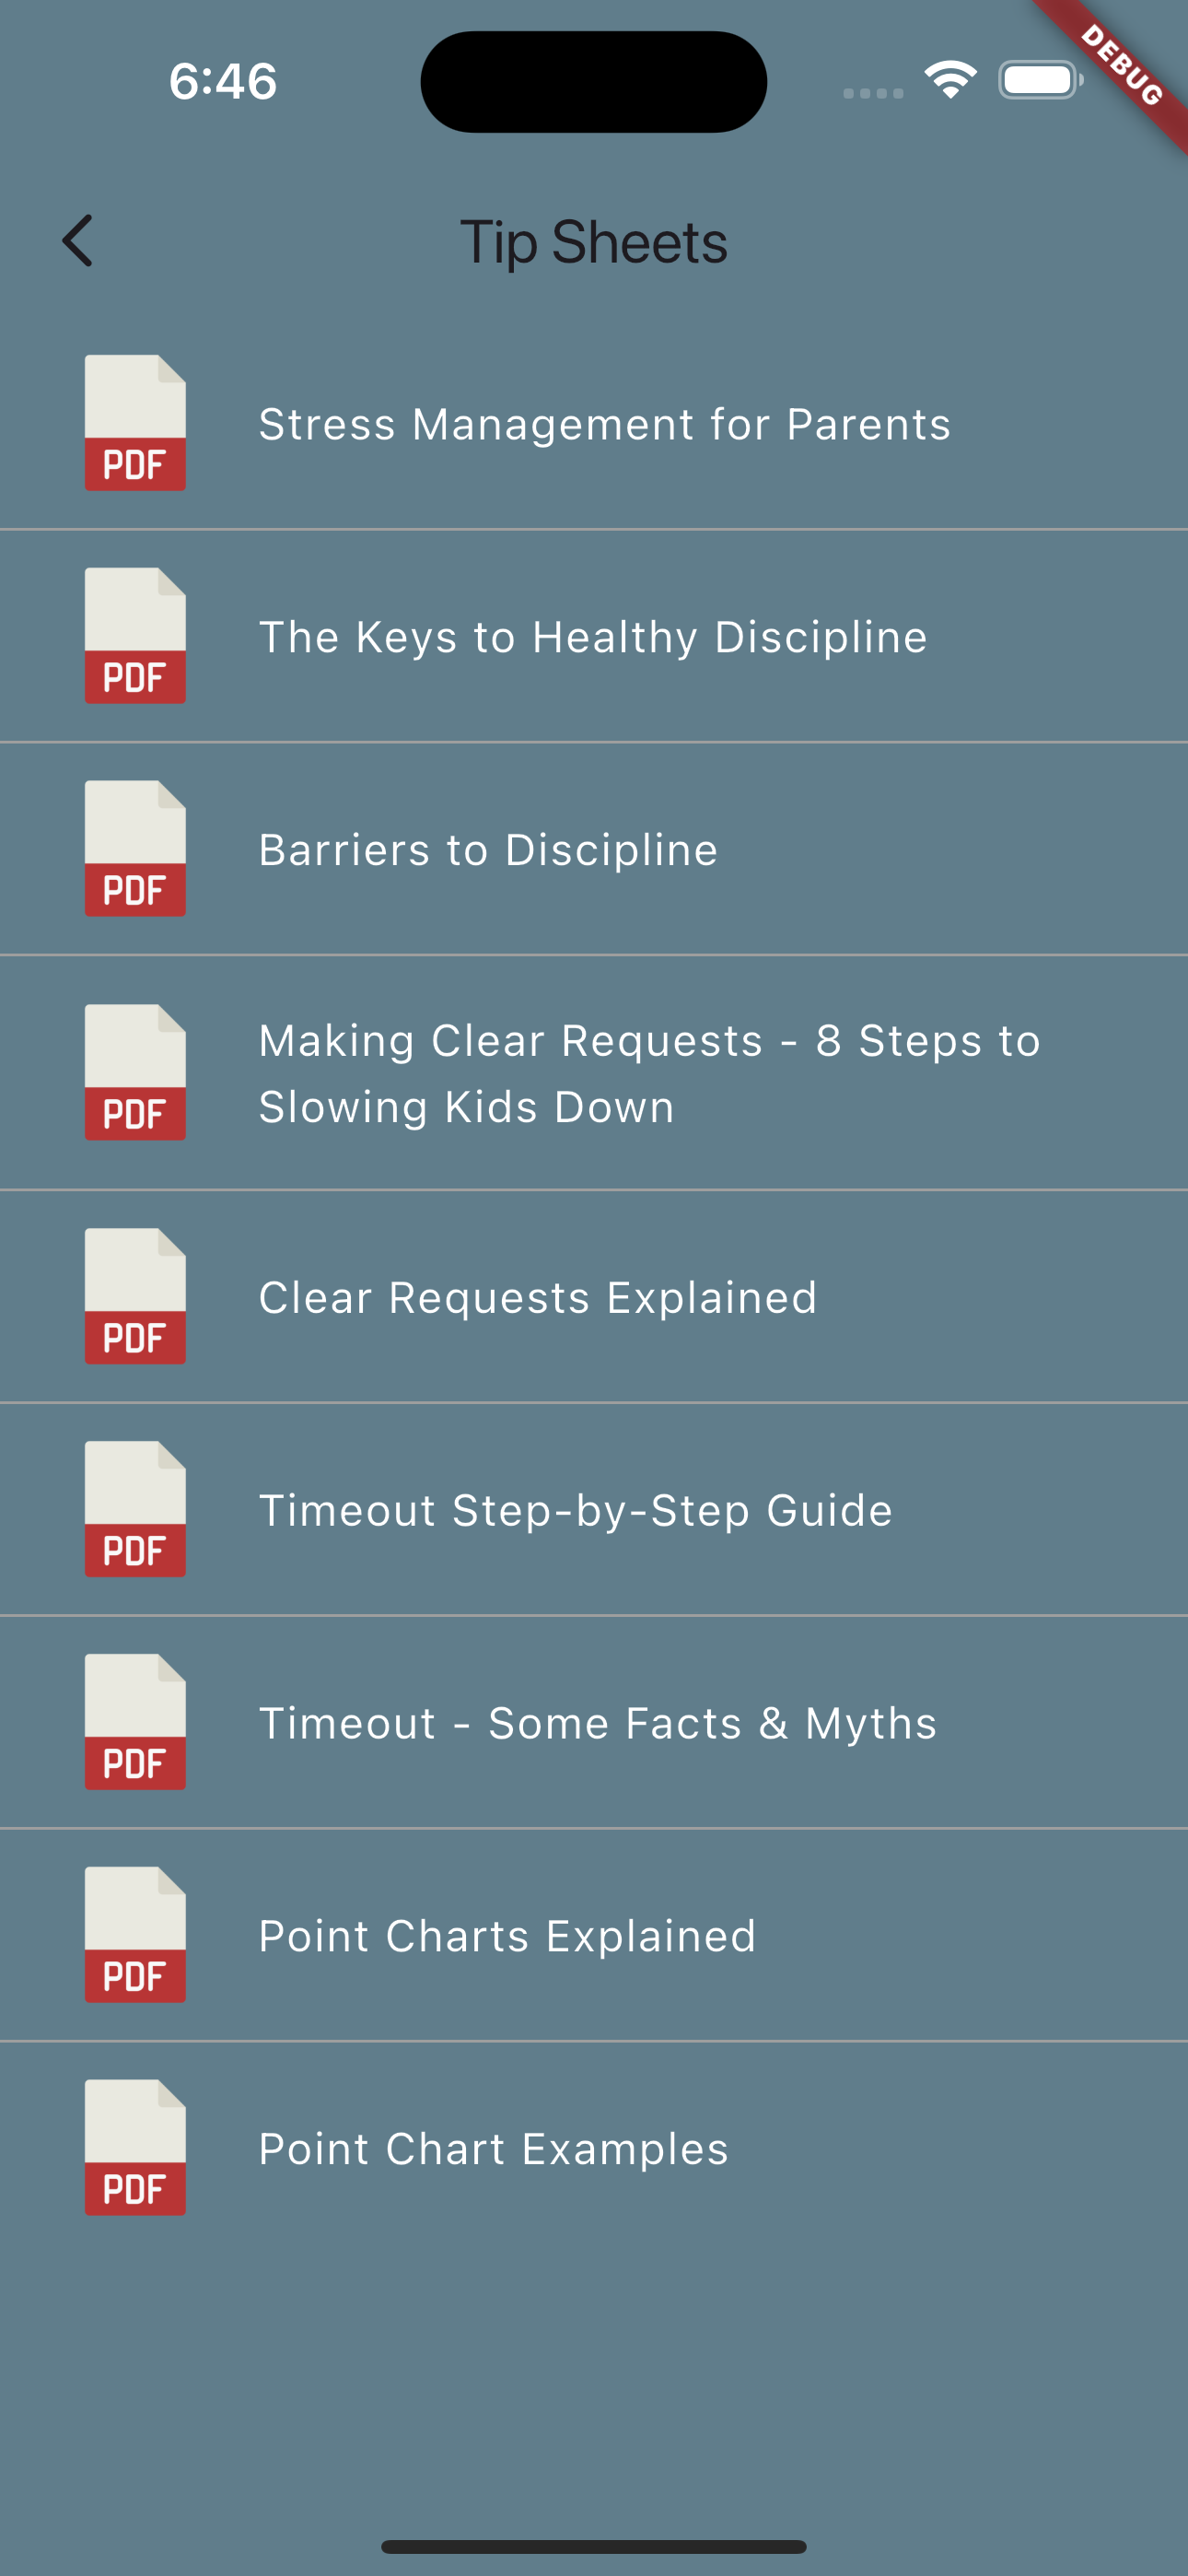 6:46
DEBUG
Tip Sheets
PDF
Stress Management for Parents
PDF
The Keys to Healthy Discipline
PDF
Barriers to Discipline
PDF
Making Clear Requests - 8 Steps to
Slowing Kids Down
PDF
Clear Requests Explained
PDF
Timeout Step-by-Step Guide
PDF
Timeout - Some Facts & Myths
PDF
Point Charts Explained
PDF
Point Chart Examples